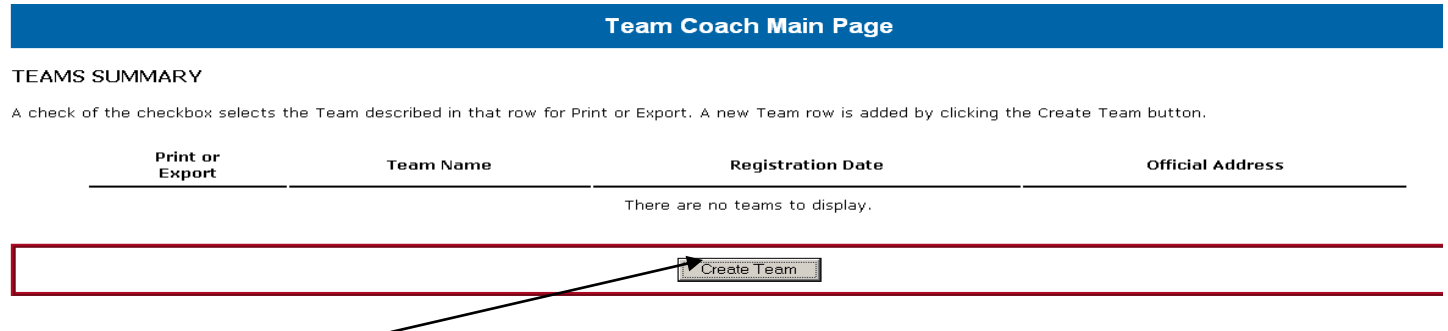 Team Coach Main Page
TEAMS SUMMARY
A check of the checkbox selects the Team described in that row for Print or Export. A new Team row is added by clicking the Create Team button.
Print or Export Team Name Registration Date Official Address
There are no teams to display.
Create Team